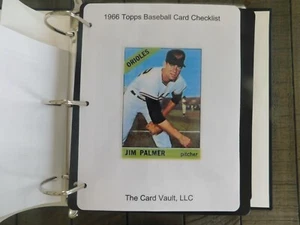 1966 Topps Baseball Card Checklist
ORIOLES
JIM PALMER pitcher
The Card Vault, LLC